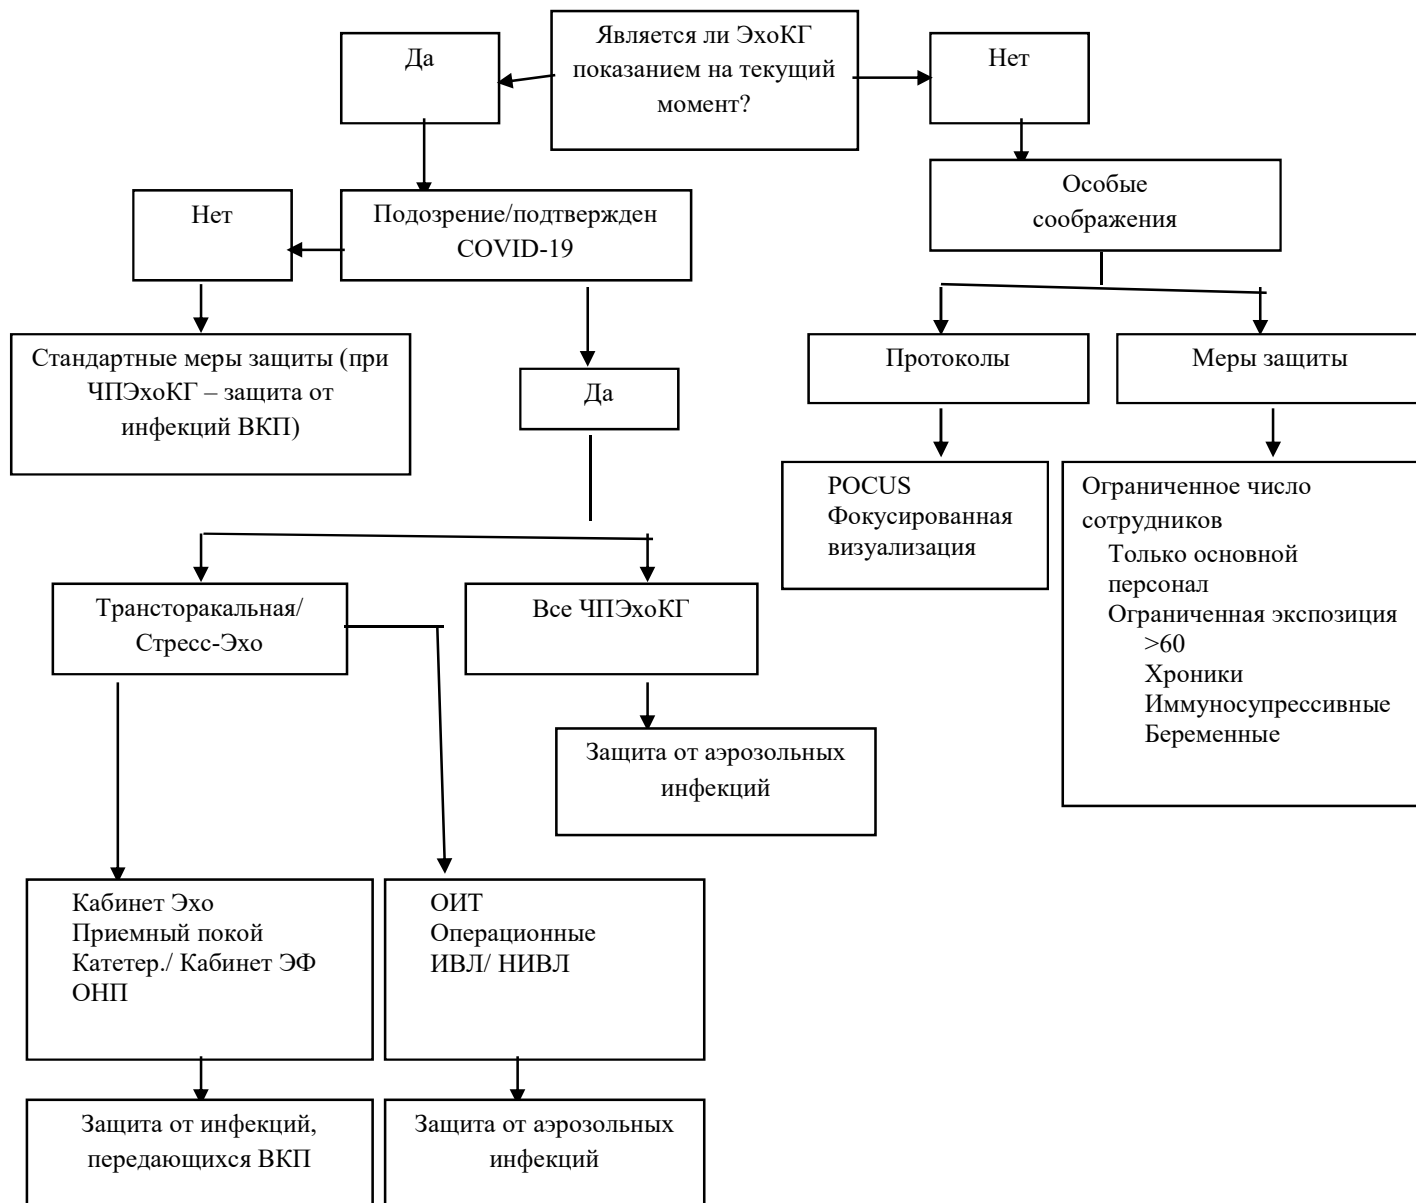 Да
Является ли ЭхоКГ
показанием на текущий
момент?
Нет
Нет
Подозрение/подтвержден
COVID-19
Особые
соображения
Стандартные меры защиты (при
ЧПЭхоКГ – защита от
инфекций ВКП)
Да
Протоколы
Меры защиты
POCUS
Фокусированная
визуализация
Ограниченное число
сотрудников
Только основной
персонал
Ограниченная экспозиция
>60
Хроники
Иммуносупрессивные
Беременные
Трансторакальная/
Стресс-Эхо
Все ЧПЭхоКГ
Защита от аэрозольных
инфекций
Кабинет Эхо
Приемный покой
Катетер./ Кабинет ЭФ
ОНП
ОИТ
Операционные
ИВЛ/ НИВЛ
Защита от инфекций,
передающихся ВКП
Защита от аэрозольных
инфекций